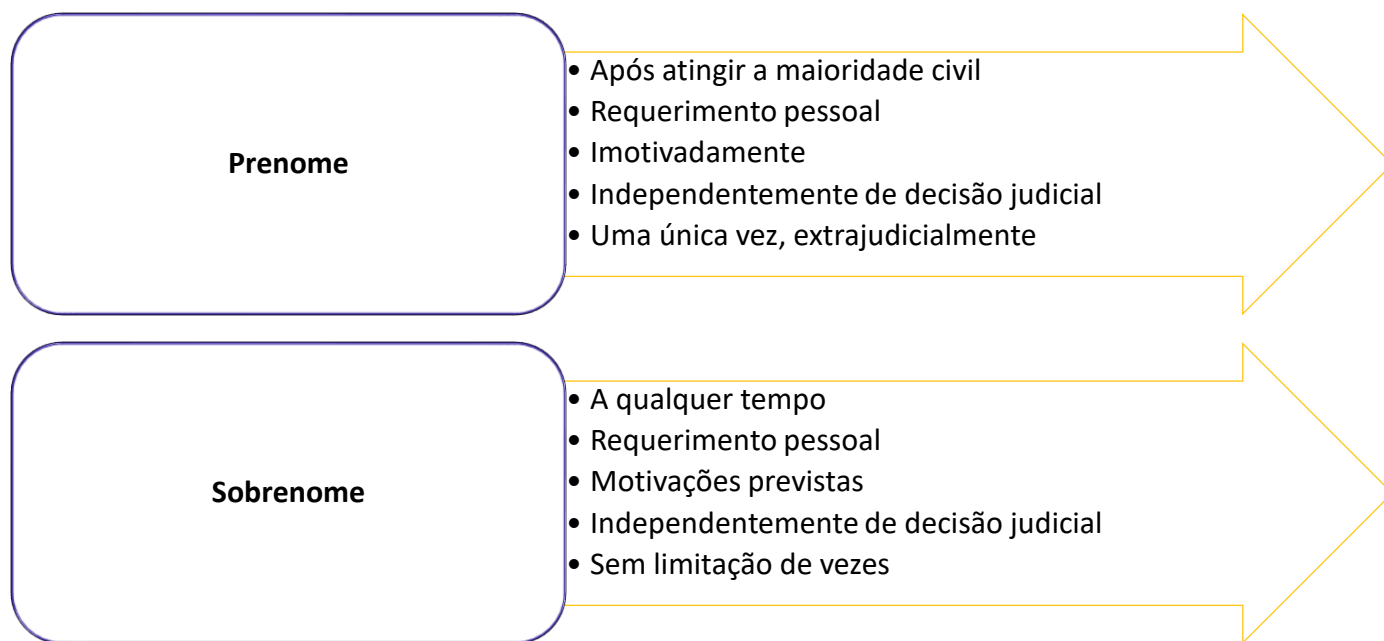 Prenome
• Após atingir a maioridade civil
• Requerimento pessoal
• Imotivadamente
• Independentemente de decisão judicial
• Uma única vez, extrajudicialmente
Sobrenome
• A qualquer tempo
• Requerimento pessoal
• Motivações previstas
• Independentemente de decisão judicial
• Sem limitação de vezes